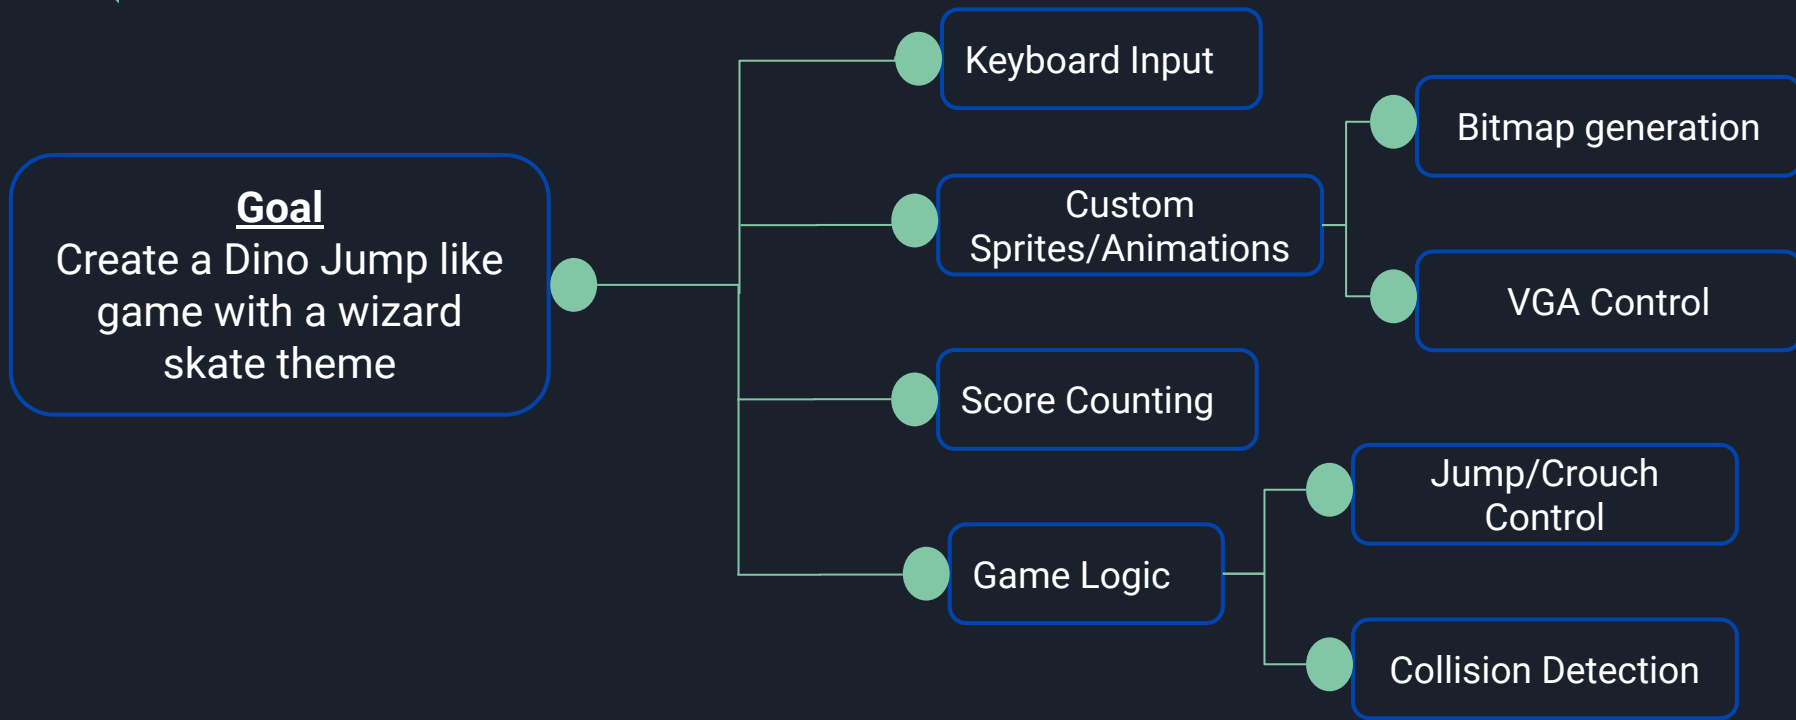 Goal
Create a Dino Jump like
game with a wizard
skate theme
Keyboard Input
Custom
Sprites/Animations
Bitmap generation
VGA Control
Score Counting
Game Logic
Jump/Crouch
Control
Collision Detection